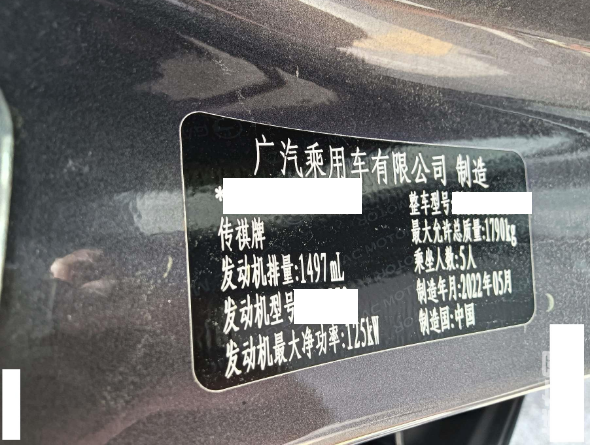 广汽乘用车有限公司 制造
*
整车型号
传祺牌
最大允许总质量:1790kg
发动机排量:1497mL
乘坐人数:5人
发动机型号
制造年月:2022年05月
发动机最大净功率:125kW
制造国:中国